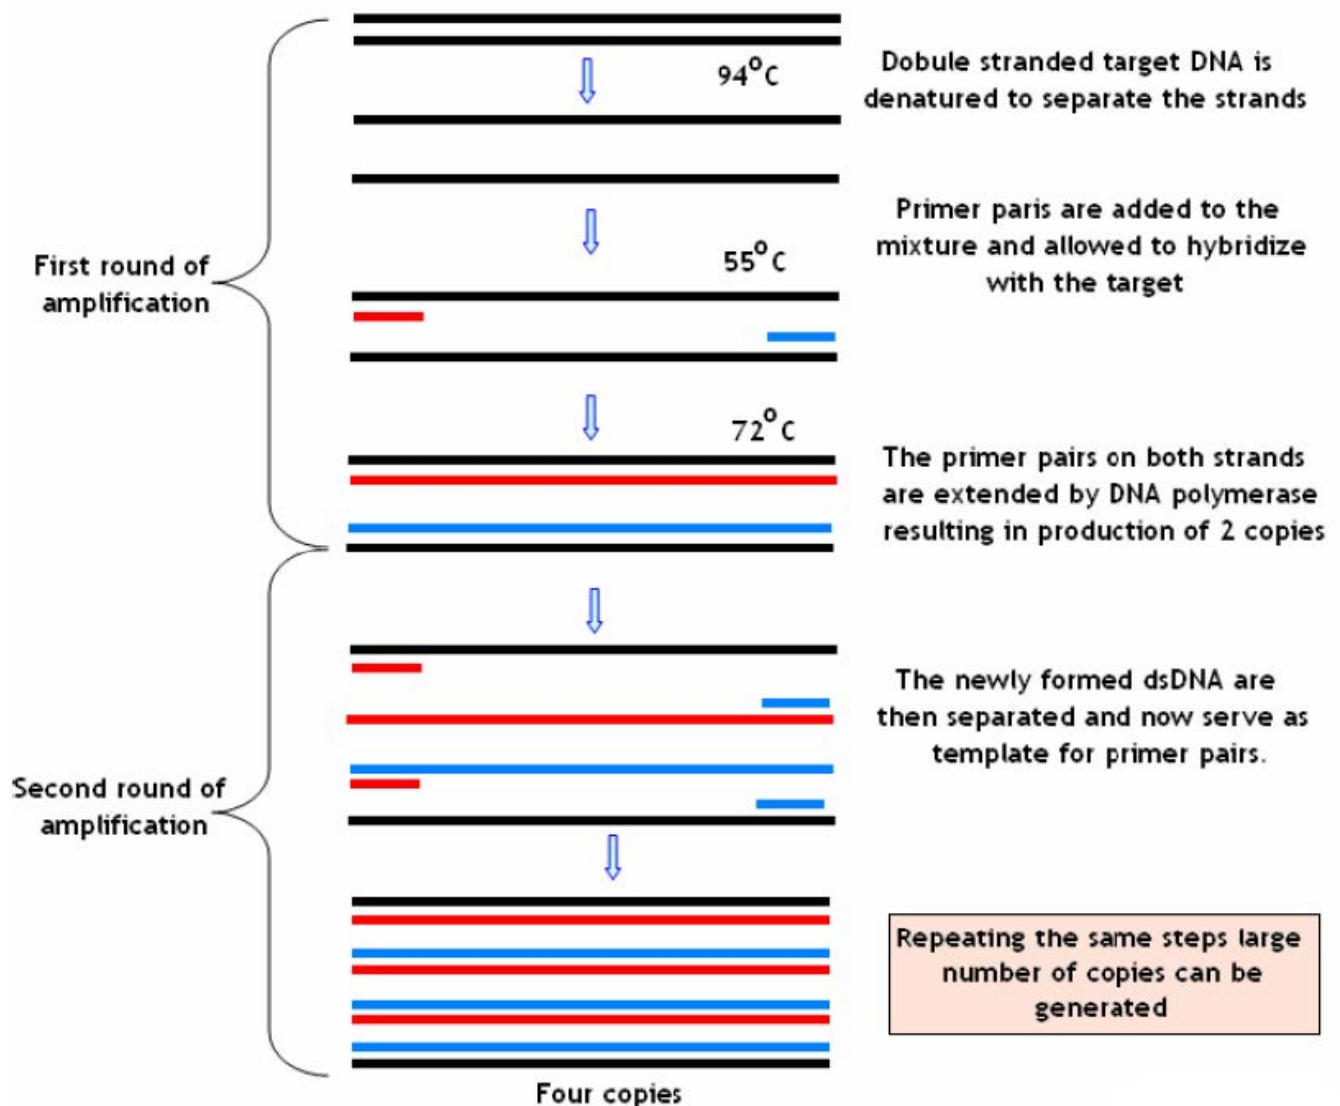 94°C
Dobule stranded target DNA is
denatured to separate the strands
Primer paris are added to the
mixture and allowed to hybridize
with the target
55°C
First round of
amplification
72°C
The primer pairs on both strands
are extended by DNA polymerase
resulting in production of 2 copies
The newly formed dsDNA are
then separated and now serve as
template for primer pairs.
Second round of
amplification
Repeating the same steps large
number of copies can be
generated
Four copies